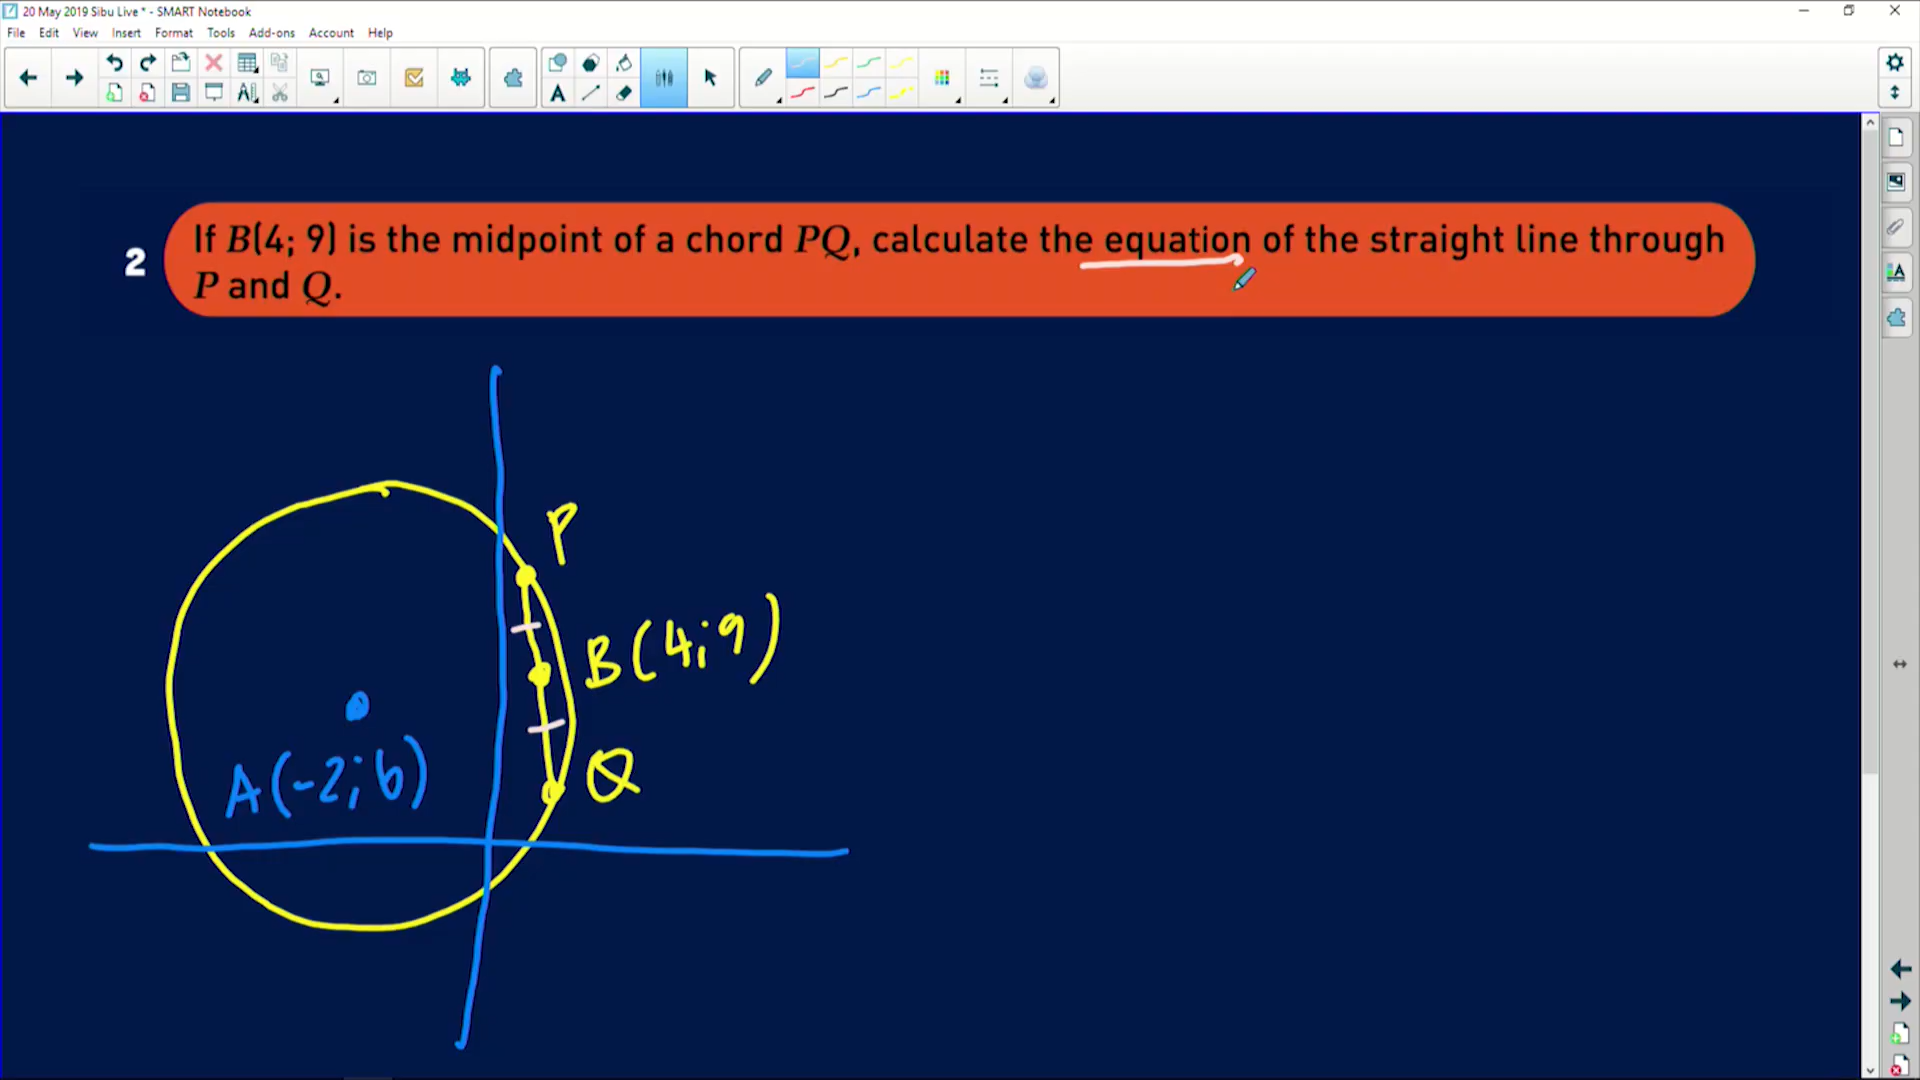 20 May 2019 Sibu Live * - SMART Notebook
File Edit View Insert Format Tools Add-ons Account Help
2
If B(4; 9) is the midpoint of a chord PQ, calculate the equation of the straight line through
P and Q.
P
B(4;9)
A(-2;6)
Q